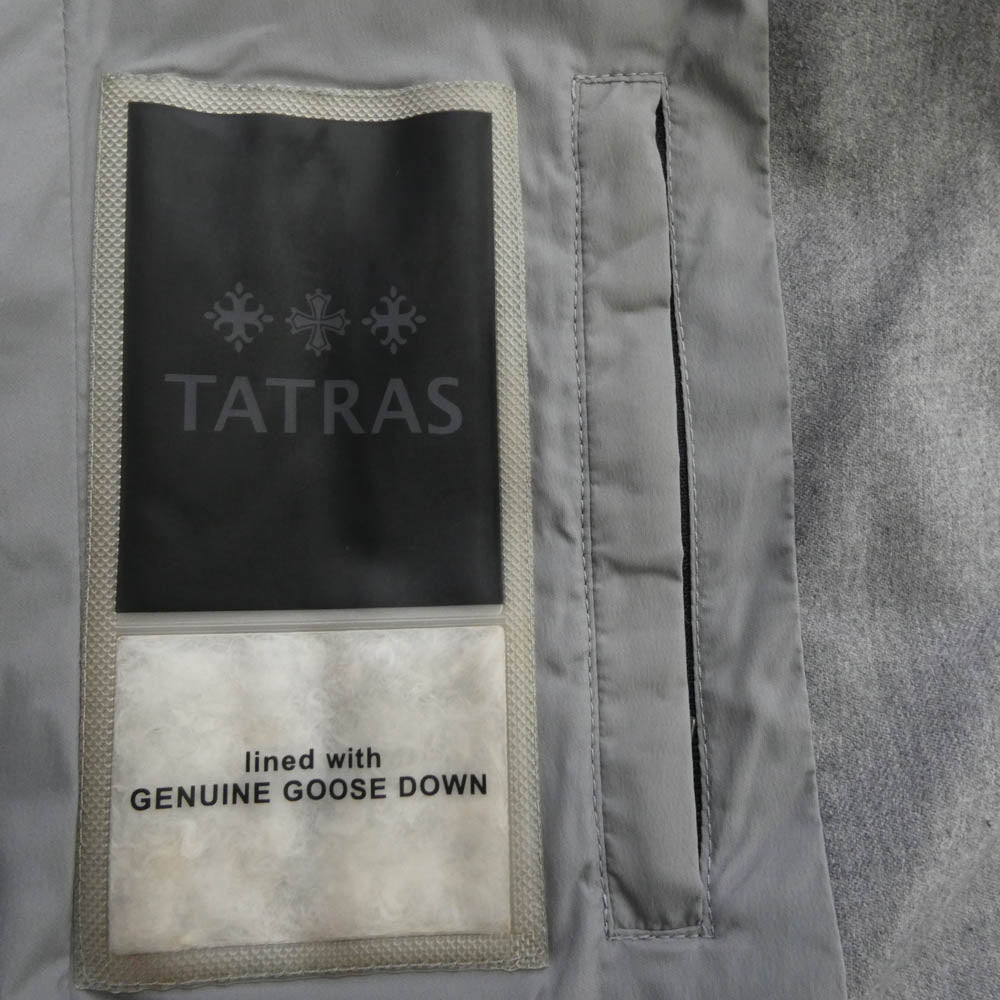 TATRAS
lined with
GENUINE GOOSE DOWN